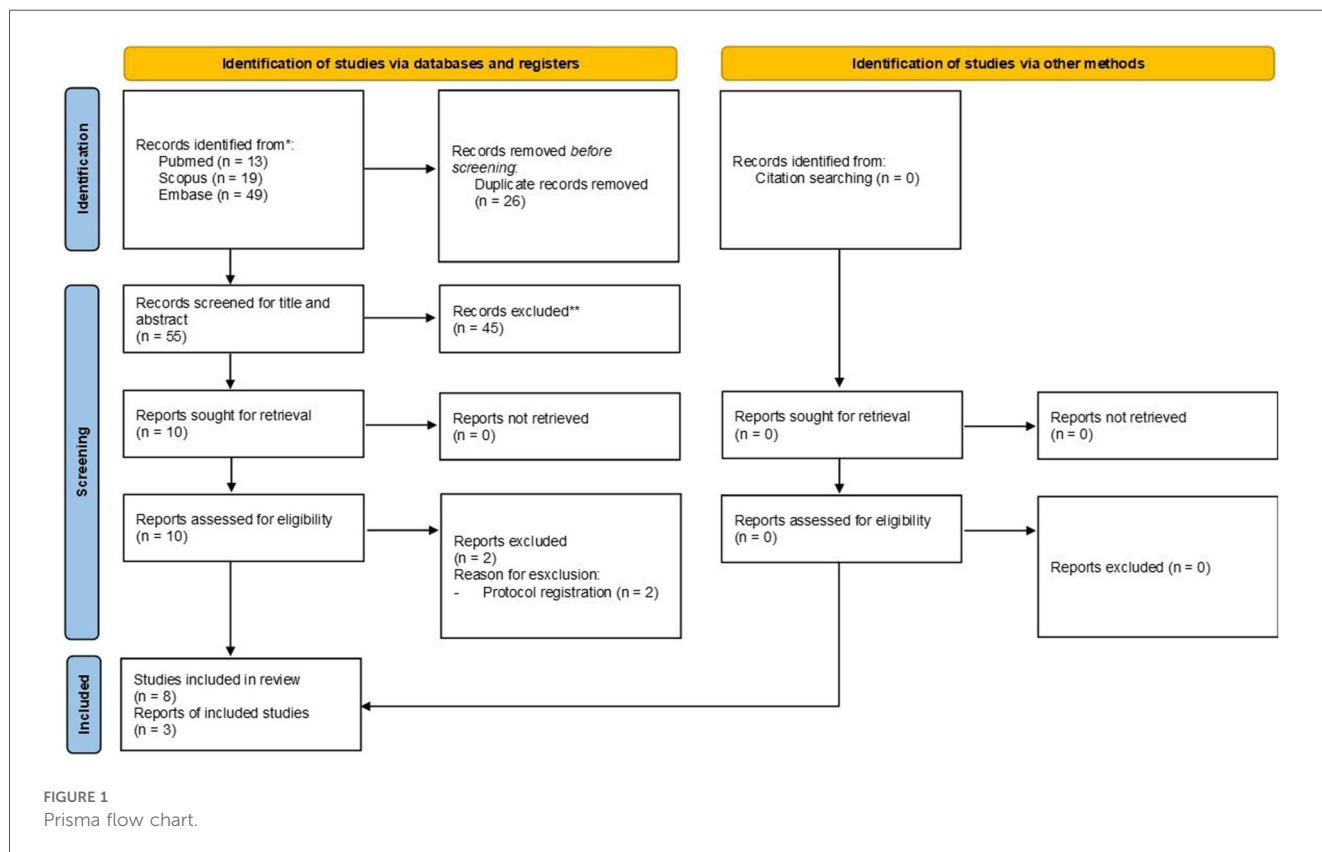 Identification of studies via databases and registers
Identification of studies via other methods
Identification
Records identified from*:
Pubmed (n = 13)
Scopus (n = 19)
Embase (n = 49)
Records removed before
screening:
Duplicate records removed
(n = 26)
Records identified from:
Citation searching (n = 0)
Screening
Records screened for title and
abstract
(n = 55)
Records excluded**
(n = 45)
Reports sought for retrieval
(n = 10)
Reports not retrieved
(n = 0)
Reports sought for retrieval
(n = 0)
Reports not retrieved
(n = 0)
Reports assessed for eligibility
(n = 10)
Reports excluded
(n = 2)
Reason for esxclusion:
- Protocol registration (n = 2)
Reports assessed for eligibility
(n = 0)
Reports excluded (n = 0)
Included
Studies included in review
(n = 8)
Reports of included studies
(n = 3)
FIGURE 1
Prisma flow chart.